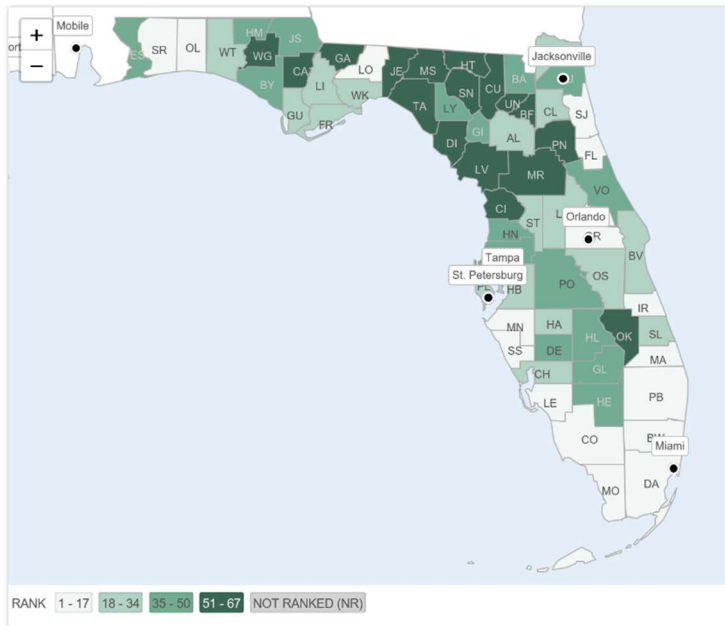 +
−
Mobile
ort
ES
SR
OL
WT
HM
JS
WG
BY
CA
GU
LI
FR
GA
LO
WK
JE
MS
TA
HT
SN
LY
CU
DI
GI
LV
UN
BF
BA
AL
CL
Jacksonville
SJ
PN
FL
MR
VO
CI
ST
L
Orlando
HN
Tampa
St. Petersburg
HB
PO
OS
BV
IR
MN
HA
SS
DE
HL
OK
SL
CH
GL
MA
LE
HE
PB
CO
Miami
MO
DA
RANK 1 - 17 18 - 34 35 - 50 51 - 67 NOT RANKED (NR)